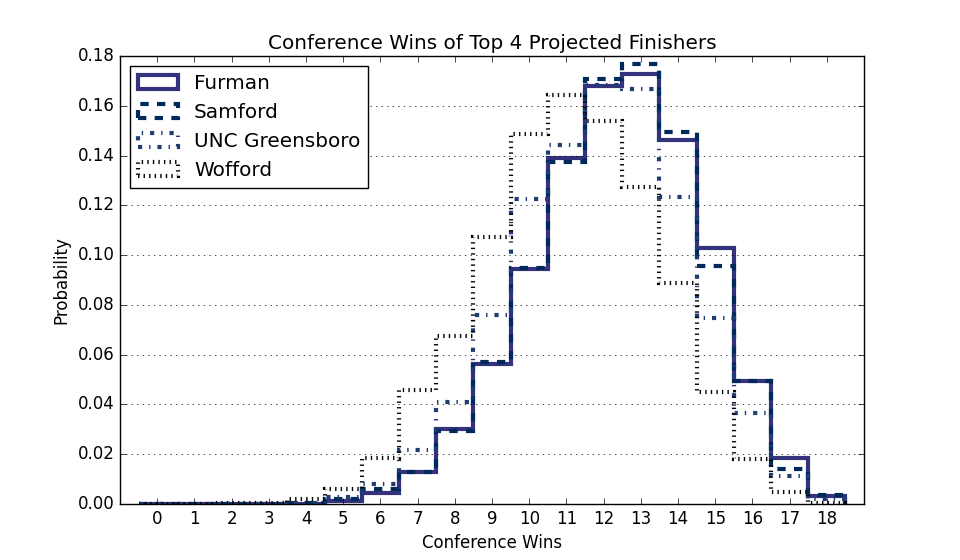 Conference Wins of Top 4 Projected Finishers
0.18
0.16
0.14
0.12
0.10
0.08
0.06
0.04
0.02
0.00
Probability
Furman
Samford
UNC Greensboro
Wofford
0 1 2 3 4 5 6 7 8 9 10 11 12 13 14 15 16 17 18
Conference Wins